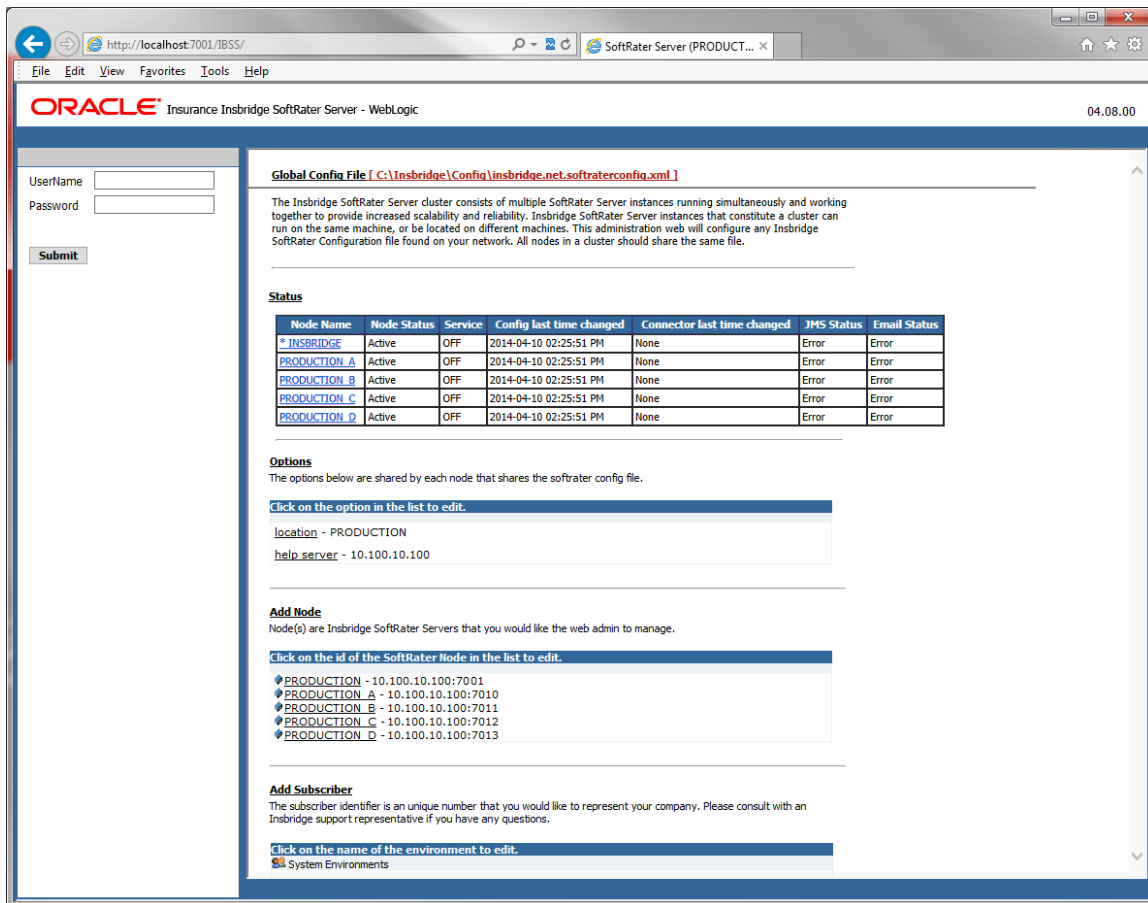 http://localhost:7001/IBSS/
SoftRater Server (PRODUCT...
File Edit View Favorites Tools Help
ORACLE® Insurance Insbridge SoftRater Server - WebLogic
04.08.00
UserName
Password
Submit
Global Config File [ C:\Insbridge\Config\insbridge.net.softraterconfig.xml ]
The Insbridge SoftRater Server cluster consists of multiple SoftRater Server instances running simultaneously and working
together to provide increased scalability and reliability. Insbridge SoftRater Server instances that constitute a cluster can
run on the same machine, or be located on different machines. This administration web will configure any Insbridge
SoftRater Configuration file found on your network. All nodes in a cluster should share the same file.
Status
Node Name Node Status Service Config last time changed Connector last time changed JMS Status Email Status
* INSBRIDGE Active OFF 2014-04-10 02:25:51 PM None Error Error
PRODUCTION_A Active OFF 2014-04-10 02:25:51 PM None Error Error
PRODUCTION_B Active OFF 2014-04-10 02:25:51 PM None Error Error
PRODUCTION_C Active OFF 2014-04-10 02:25:51 PM None Error Error
PRODUCTION_D Active OFF 2014-04-10 02:25:51 PM None Error Error
Options
The options below are shared by each node that shares the softrater config file.
Click on the option in the list to edit.
location - PRODUCTION
help server - 10.100.10.100
Add Node
Node(s) are Insbridge SoftRater Servers that you would like the web admin to manage.
Click on the id of the SoftRater Node in the list to edit.
PRODUCTION - 10.100.10.100:7001
PRODUCTION_A - 10.100.10.100:7010
PRODUCTION_B - 10.100.10.100:7011
PRODUCTION_C - 10.100.10.100:7012
PRODUCTION_D - 10.100.10.100:7013
Add Subscriber
The subscriber identifier is an unique number that you would like to represent your company. Please consult with an
Insbridge support representative if you have any questions.
Click on the name of the environment to edit.
System Environments